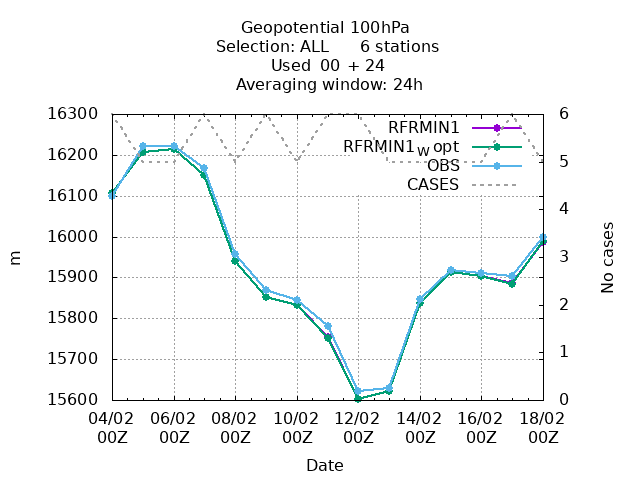 Geopotential 100hPa
Selection: ALL 6 stations
Used 00 + 24
Averaging window: 24h
16300
16200
16100
16000
15900
15800
15700
15600
m
RFRMIN1
RFRMIN1_w opt
OBS
CASES
6
5
4
3
2
1
0
No cases
04/02 06/02 08/02 10/02 12/02 14/02 16/02 18/02
00Z 00Z 00Z 00Z 00Z 00Z 00Z 00Z
Date